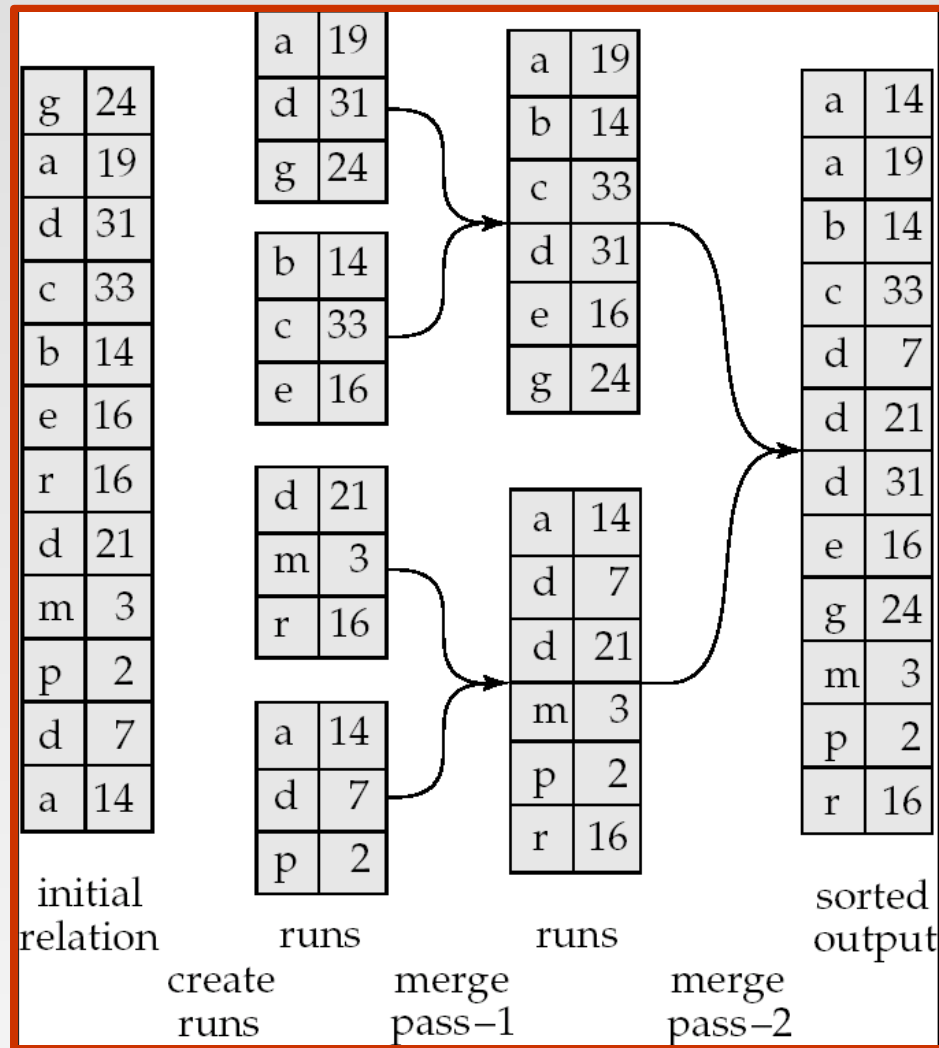 g 24
a 19
d 31
c 33
b 14
e 16
r 16
d 21
m 3
p 2
d 7
a 14
initial
relation
a 19
d 31
g 24
b 14
c 33
e 16
d 21
m 3
r 16
a 14
d 7
p 2
runs
a 19
b 14
c 33
d 31
e 16
g 24
a 14
d 7
d 21
m 3
p 2
r 16
runs
a 14
a 19
b 14
c 33
d 7
d 21
d 31
e 16
g 24
m 3
p 2
r 16
sorted
output
create
runs
merge
pass–1
merge
pass–2